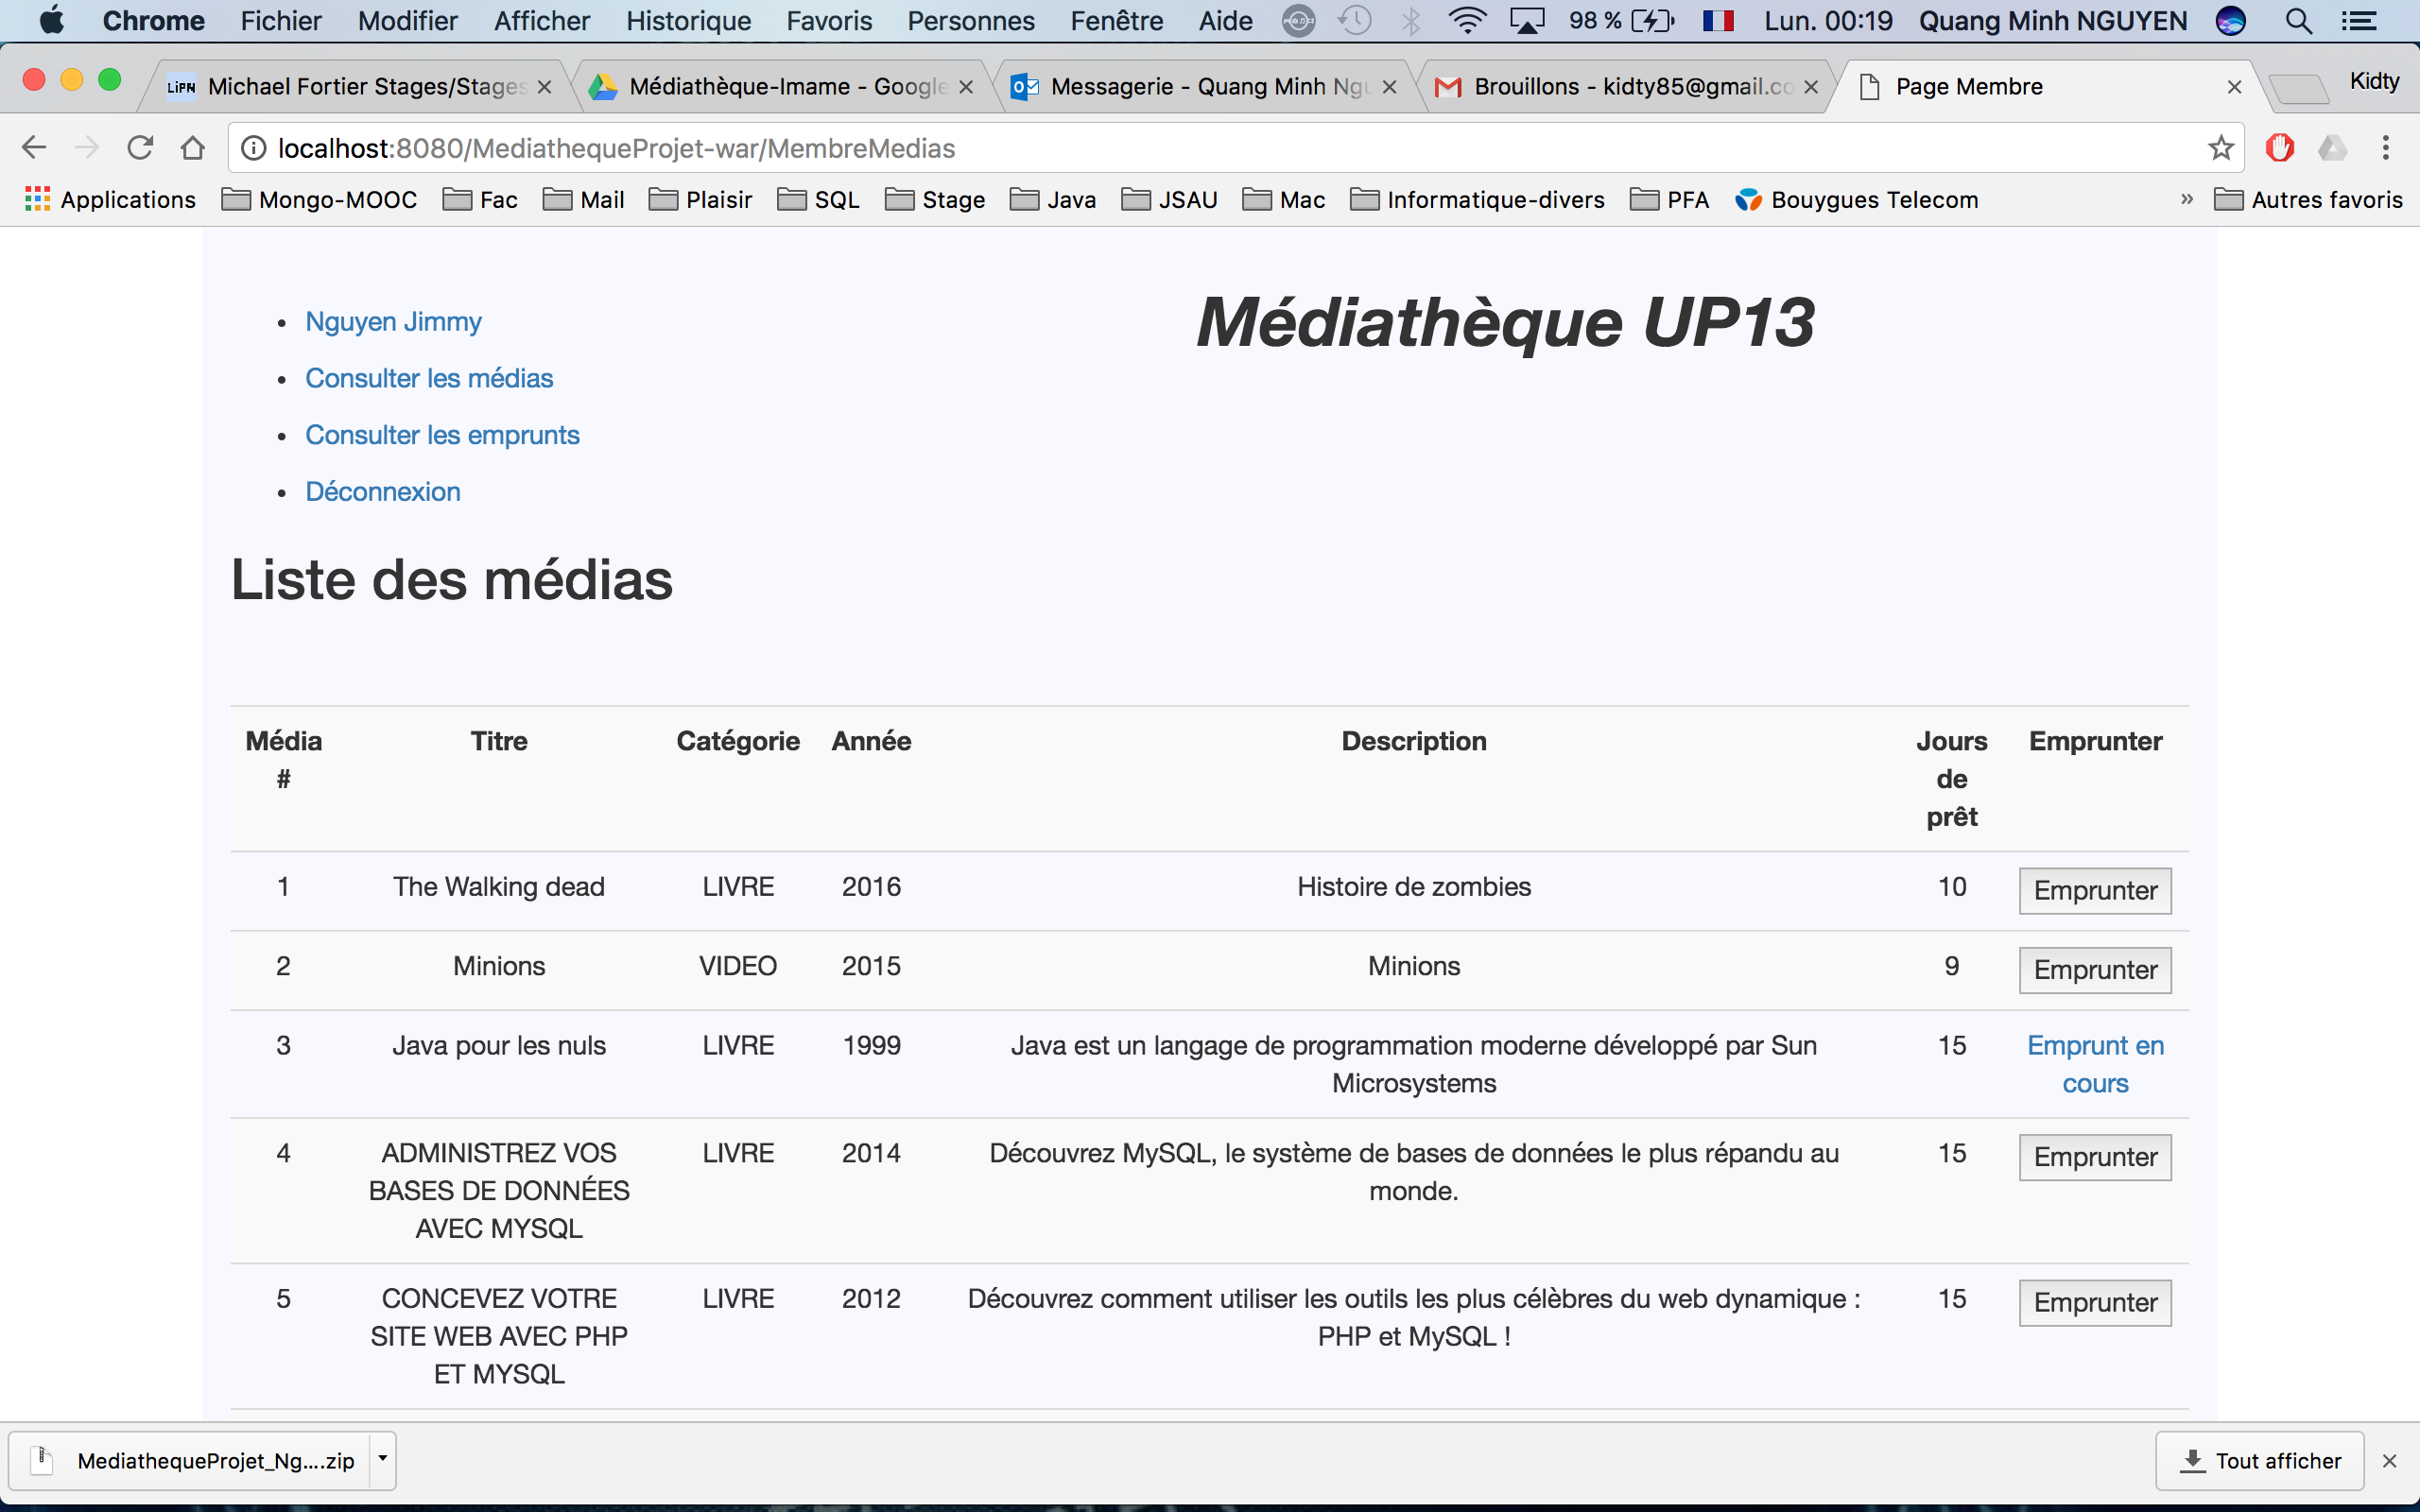 Chrome Fichier Modifier Afficher Historique Favoris Personnes Fenêtre Aide 98 % Lun. 00:19 Quang Minh NGUYEN
LiPN Michael Fortier Stages/Stages Médiathèque-Imame - Google Messagerie - Quang Minh Ngu Brouillons - kidty85@gmail.co Page Membre Kidty
localhost:8080/MediathequeProjet-war/MembreMedias
Applications Mongo-MOOC Fac Mail Plaisir SQL Stage Java JSAU Mac Informatique-divers PFA Bouygues Telecom » Autres favoris
Médiathèque UP13
• Nguyen Jimmy
• Consulter les médias
• Consulter les emprunts
• Déconnexion
Liste des médias
Média # Titre Catégorie Année Description Jours de prêt Emprunter
1 The Walking dead LIVRE 2016 Histoire de zombies 10 Emprunter
2 Minions VIDEO 2015 Minions 9 Emprunter
3 Java pour les nuls LIVRE 1999 Java est un langage de programmation moderne développé par Sun Microsystems 15 Emprunt en cours
4 ADMINISTREZ VOS BASES DE DONNÉES AVEC MYSQL LIVRE 2014 Découvrez MySQL, le système de bases de données le plus répandu au monde. 15 Emprunter
5 CONCEVEZ VOTRE SITE WEB AVEC PHP ET MYSQL LIVRE 2012 Découvrez comment utiliser les outils les plus célèbres du web dynamique : PHP et MySQL ! 15 Emprunter
MediathequeProjet_Ng....zip Tout afficher